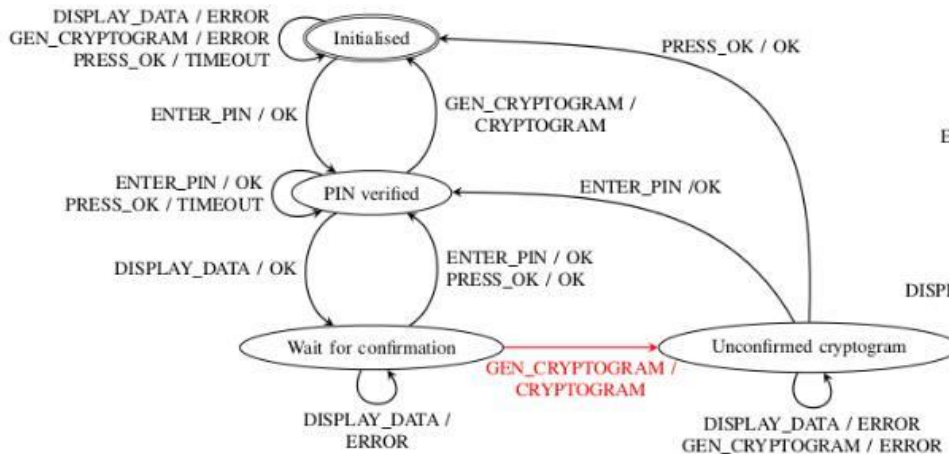 DISPLAY_DATA / ERROR
GEN_CRYPTOGRAM / ERROR
PRESS_OK / TIMEOUT
Initialised
PRESS_OK / OK
ENTER_PIN / OK
GEN_CRYPTOGRAM /
CRYPTOGRAM
E
ENTER_PIN / OK
PRESS_OK / TIMEOUT
PIN verified
ENTER_PIN /OK
DISPLAY_DATA / OK
ENTER_PIN / OK
PRESS_OK / OK
DISPL
Wait for confirmation
GEN_CRYPTOGRAM /
CRYPTOGRAM
Unconfirmed cryptogram
DISPLAY_DATA /
ERROR
DISPLAY_DATA / ERROR
GEN_CRYPTOGRAM / ERROR